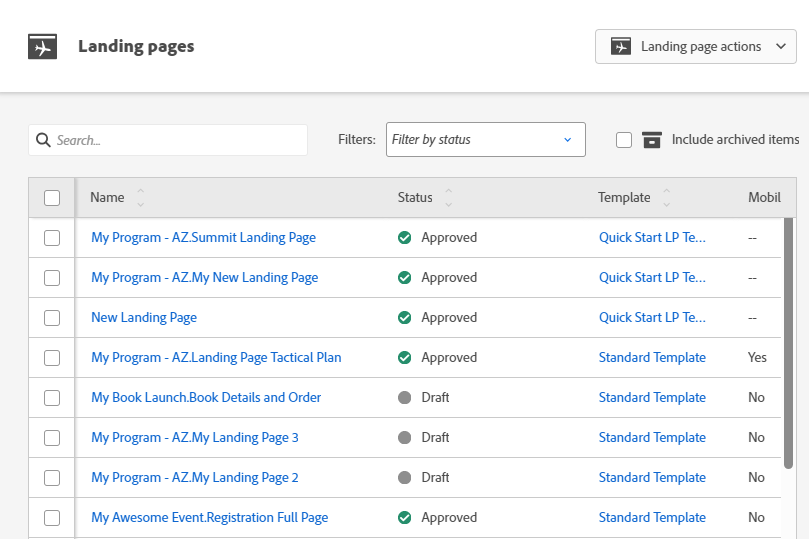 Landing pages
Landing page actions
Search...
Filters:
Filter by status
Include archived items
Name Status Template Mobil
My Program - AZ.Summit Landing Page Approved Quick Start LP Te... --
My Program - AZ.My New Landing Page Approved Quick Start LP Te... --
New Landing Page Approved Quick Start LP Te... --
My Program - AZ.Landing Page Tactical Plan Approved Standard Template Yes
My Book Launch.Book Details and Order Draft Standard Template No
My Program - AZ.My Landing Page 3 Draft Standard Template No
My Program - AZ.My Landing Page 2 Draft Standard Template No
My Awesome Event.Registration Full Page Approved Standard Template No